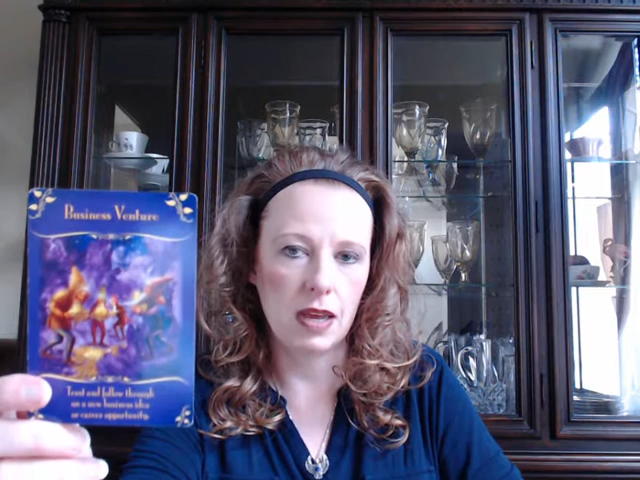 Business Venture
Trust and follow through
on a new business idea
or career opportunity.